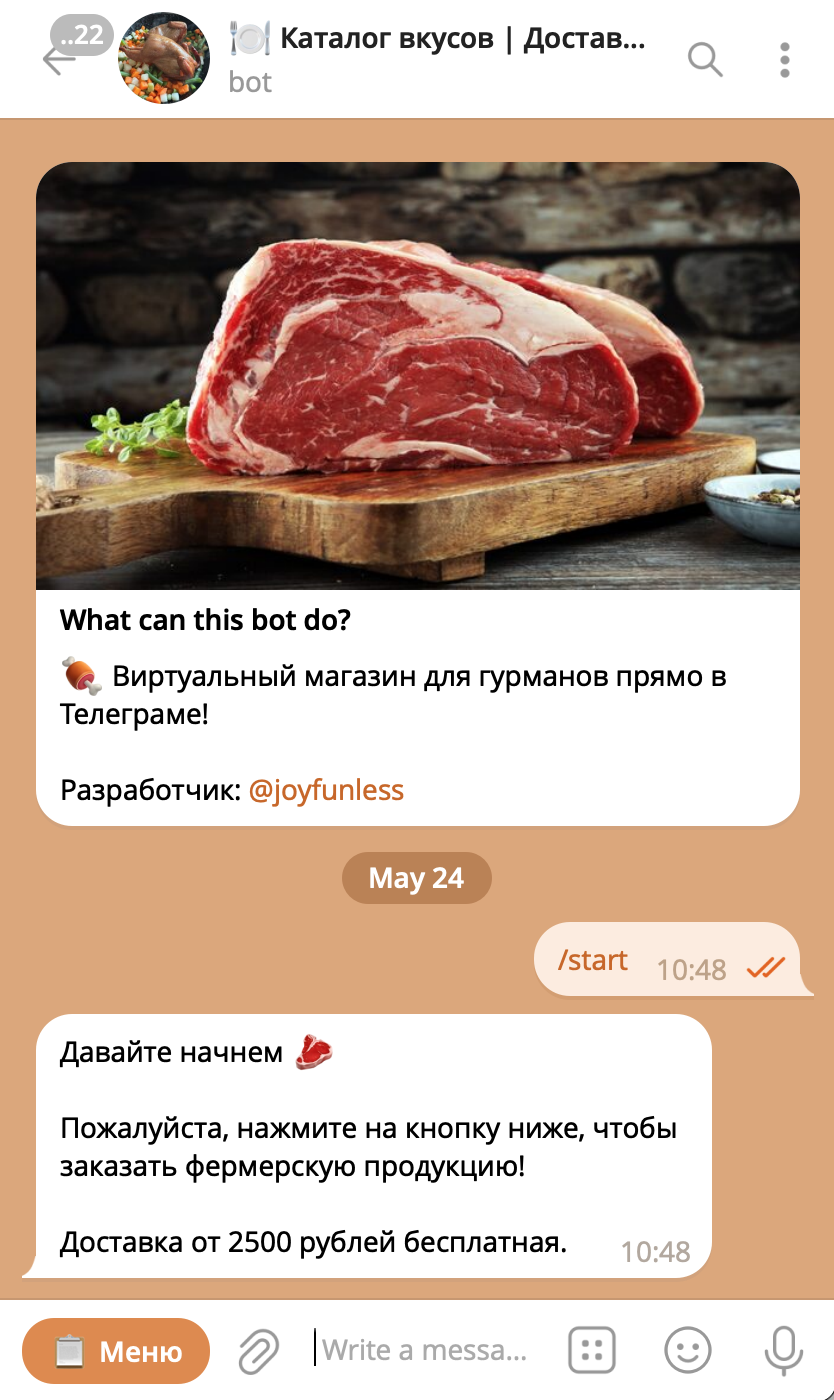 ..22
Каталог вкусов | Достав...
bot
What can this bot do?
🍖 Виртуальный магазин для гурманов прямо в
Телеграме!
Разработчик: @joyfunless
May 24
/start 10:48
Давайте начнем 🥩
Пожалуйста, нажмите на кнопку ниже, чтобы
заказать фермерскую продукцию!
Доставка от 2500 рублей бесплатная. 10:48
📋 Меню
Write a messa...